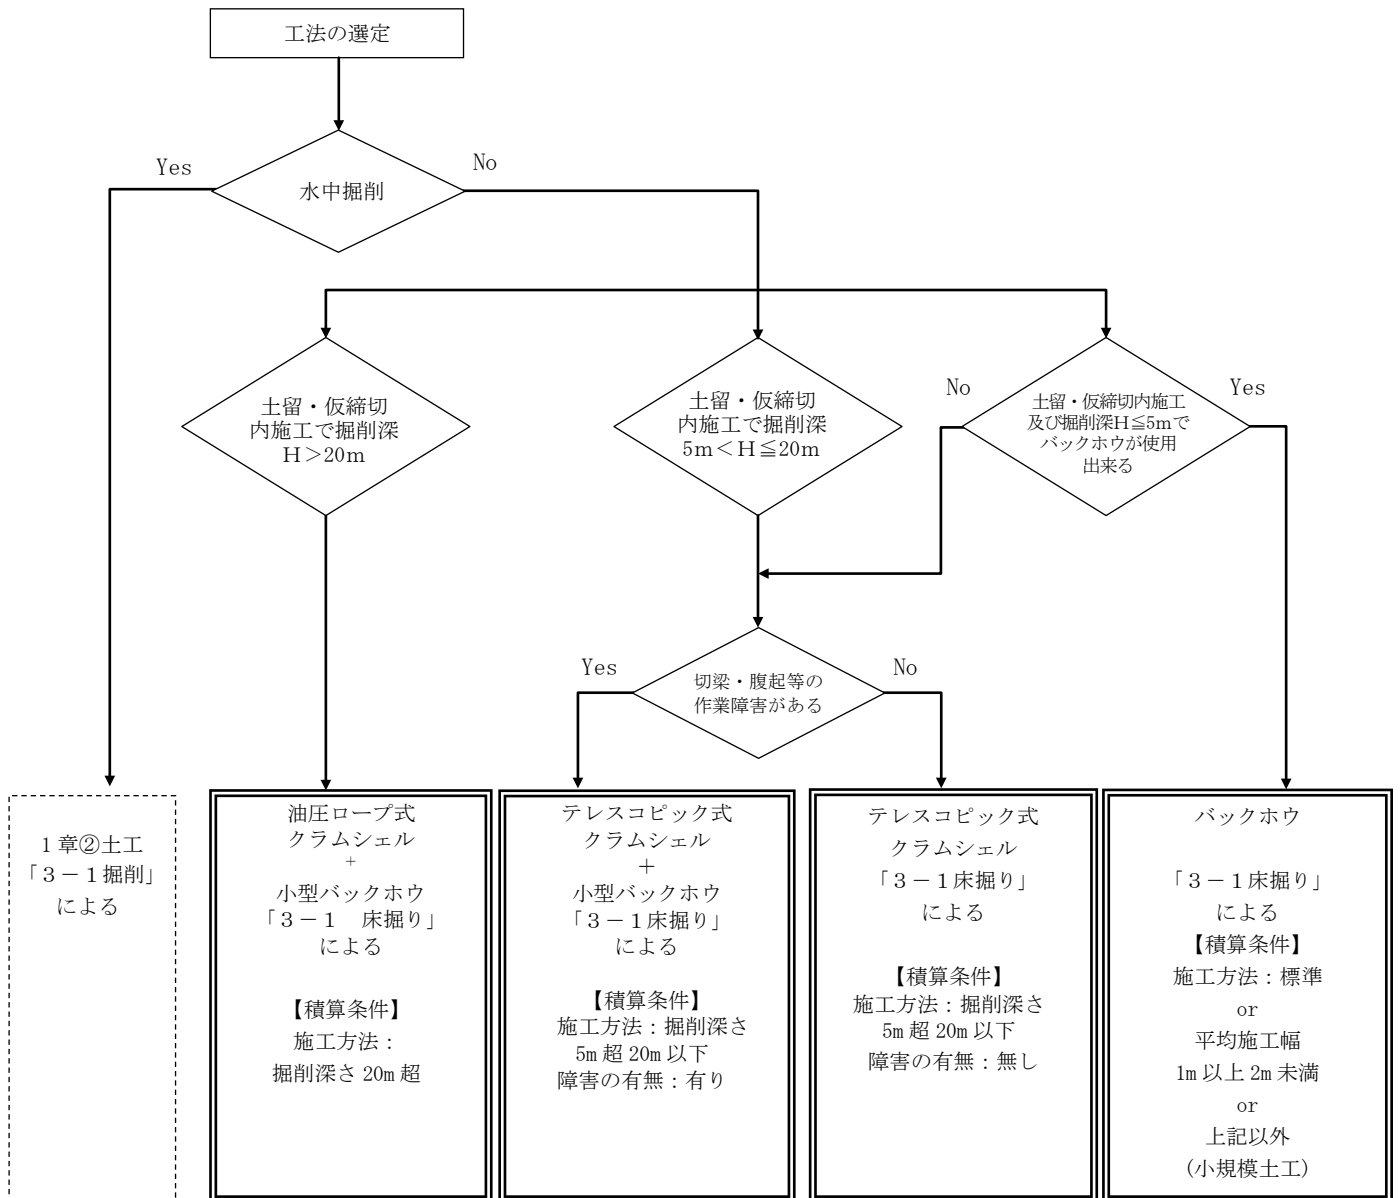 工法の選定
Yes
No
水中掘削
土留・仮締切
内施工で掘削深
H>20m
土留・仮締切
内施工で掘削深
5m<H≦20m
No
Yes
土留・仮締切内施工
及び掘削深H≦5mで
バックホウが使用
出来る
Yes
No
切梁・腹起等の
作業障害がある
1章②土工
「3-1掘削」
による
油圧ロープ式
クラムシェル
+
小型バックホウ
「3-1 床掘り」
による
【積算条件】
施工方法:
掘削深さ20m超
テレスコピック式
クラムシェル
+
小型バックホウ
「3-1床掘り」
による
【積算条件】
施工方法:掘削深さ
5m超20m以下
障害の有無:有り
テレスコピック式
クラムシェル
「3-1床掘り」
による
【積算条件】
施工方法:掘削深さ
5m超20m以下
障害の有無:無し
バックホウ
「3-1床掘り」
による
【積算条件】
施工方法:標準
or
平均施工幅
1m以上2m未満
or
上記以外
(小規模土工)